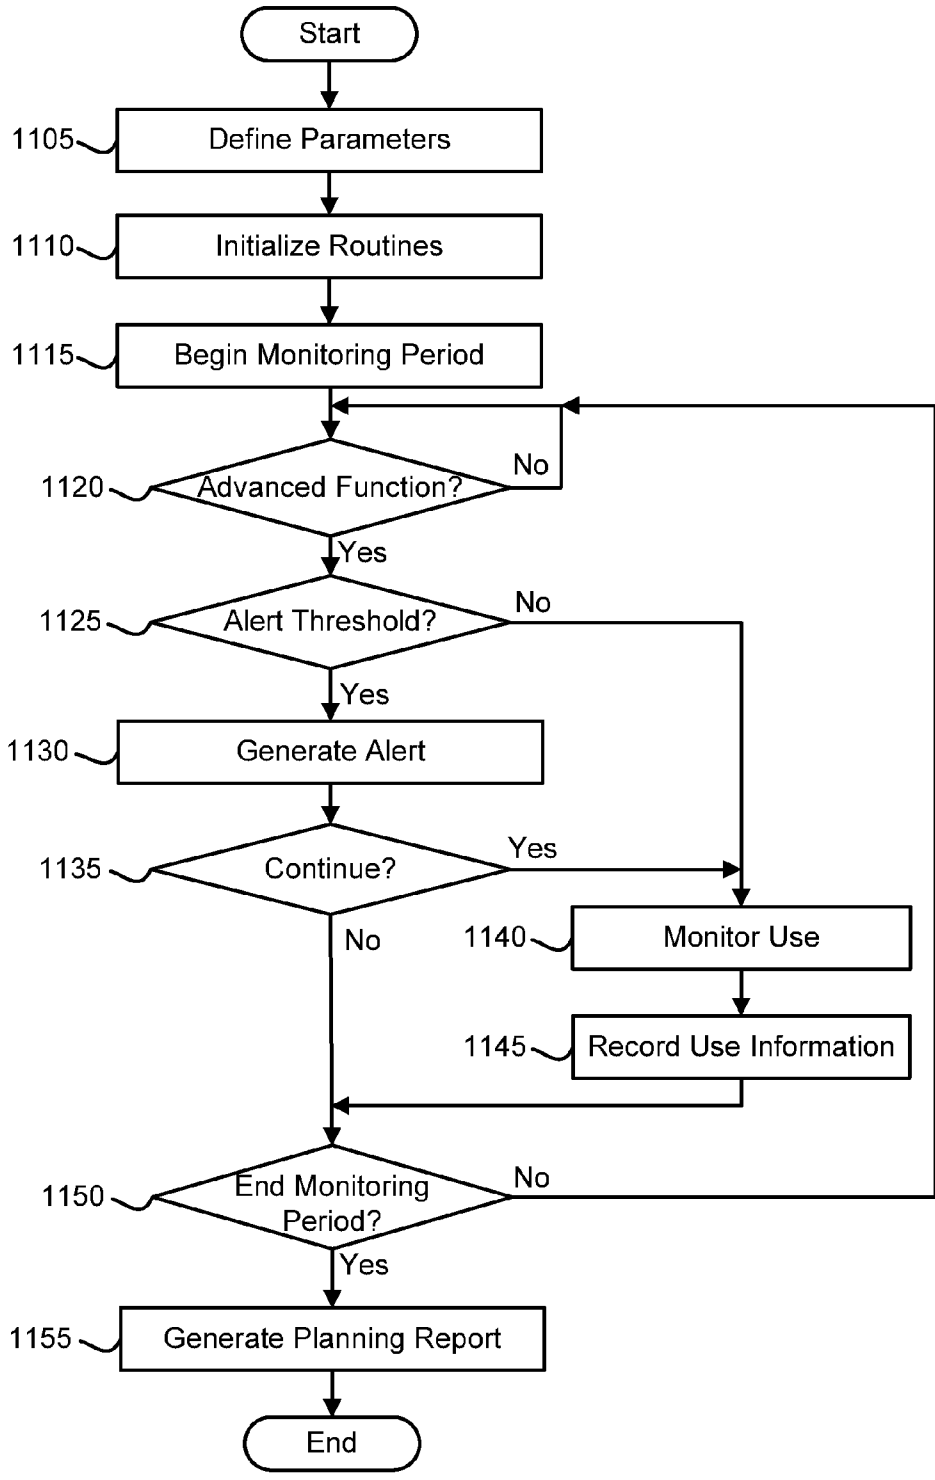 Start
1105
Define Parameters
1110
Initialize Routines
1115
Begin Monitoring Period
No
1120
Advanced Function?
Yes
No
1125
Alert Threshold?
Yes
1130
Generate Alert
Yes
1135
Continue?
No
1140
Monitor Use
1145
Record Use Information
No
1150
End Monitoring
Period?
Yes
1155
Generate Planning Report
End